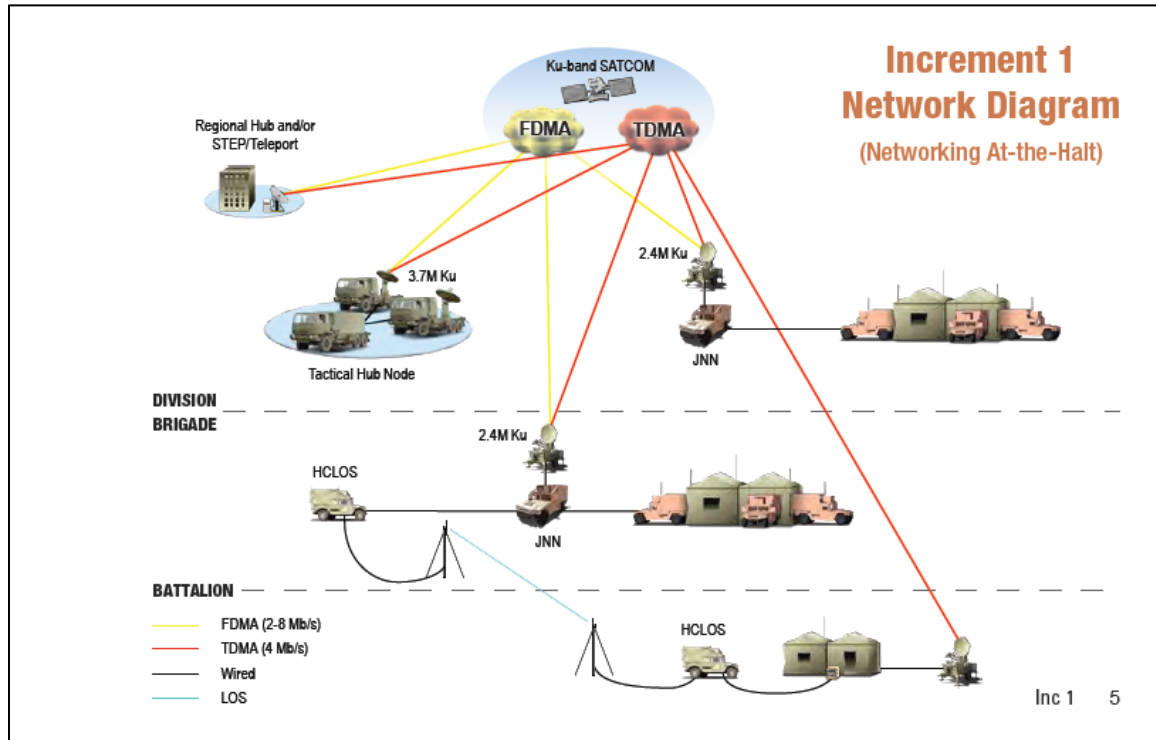 Increment 1
Network Diagram
(Networking At-the-Halt)
Ku-band SATCOM
FDMA
TDMA
Regional Hub and/or
STEP/Teleport
2.4M Ku
3.7M Ku
JNN
Tactical Hub Node
DIVISION
BRIGADE
2.4M Ku
HCLOS
JNN
BATTALION
FDMA (2-8 Mb/s)
TDMA (4 Mb/s)
Wired
LOS
HCLOS
Inc 1 5